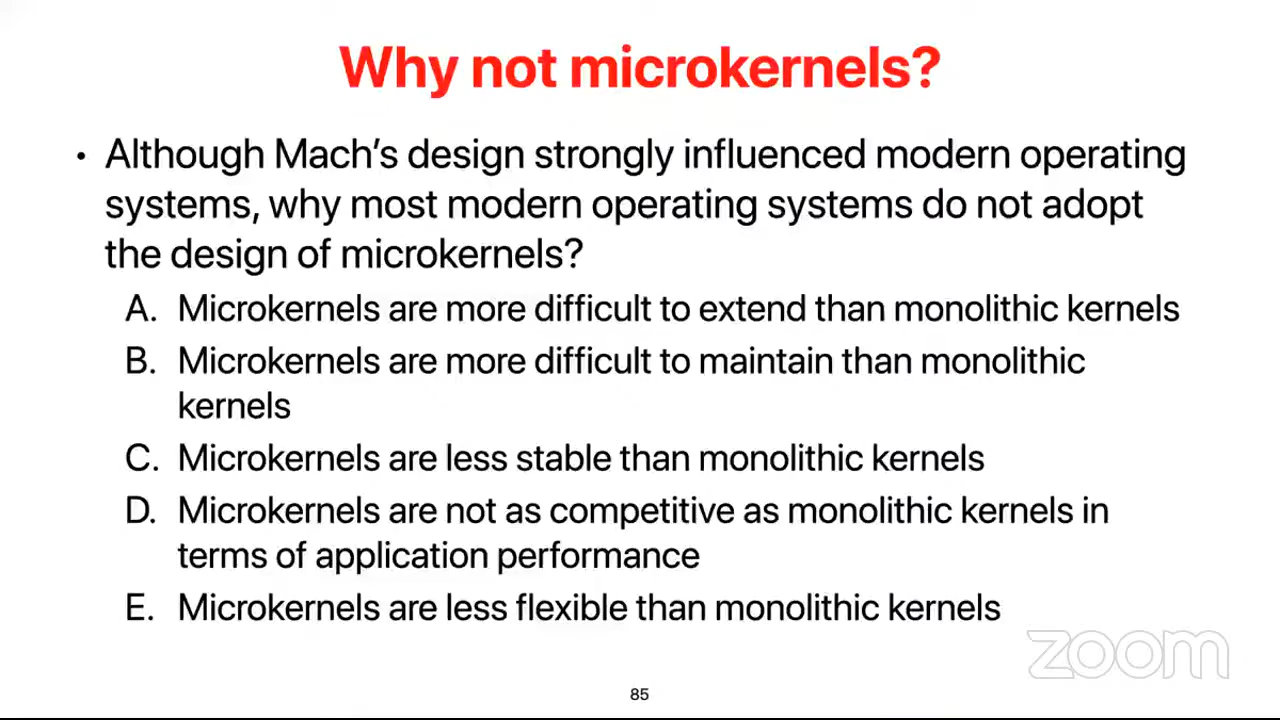 Why not microkernels?
• Although Mach's design strongly influenced modern operating
systems, why most modern operating systems do not adopt
the design of microkernels?
A. Microkernels are more difficult to extend than monolithic kernels
B. Microkernels are more difficult to maintain than monolithic
kernels
C. Microkernels are less stable than monolithic kernels
D. Microkernels are not as competitive as monolithic kernels in
terms of application performance
E. Microkernels are less flexible than monolithic kernels
zoom
85